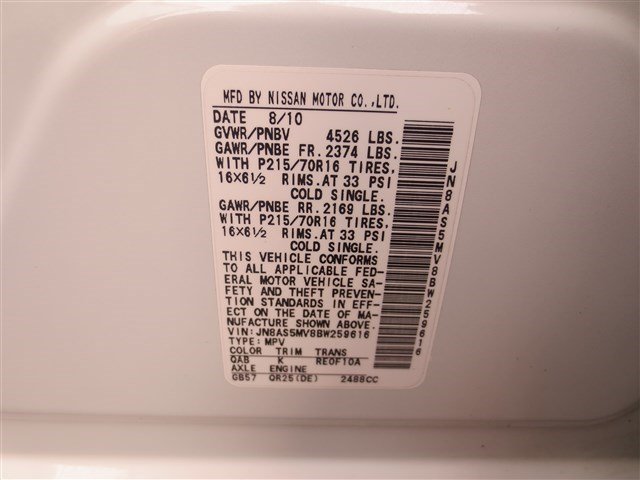 MFD BY NISSAN MOTOR CO.,LTD.
DATE 8/10
GVWR/PNBV 4526 LBS.
GAWR/PNBE FR. 2374 LBS.
WITH P215/70R16 TIRES,
16X6½ RIMS.AT 33 PSI
COLD SINGLE.
GAWR/PNBE RR. 2169 LBS.
WITH P215/70R16 TIRES,
16X6½ RIMS.AT 33 PSI
COLD SINGLE.
THIS VEHICLE CONFORMS
TO ALL APPLICABLE FED-
ERAL MOTOR VEHICLE SA-
FETY AND THEFT PREVEN-
TION STANDARDS IN EFF-
ECT ON THE DATE OF MA-
NUFACTURE SHOWN ABOVE.
VIN: JN8AS5MV8BW259616
TYPE: MPV
COLOR TRIM TRANS
QAB K RE0F10A
AXLE ENGINE
GB57 QR25(DE) 2488CC
JN8AS5MV8BW259616